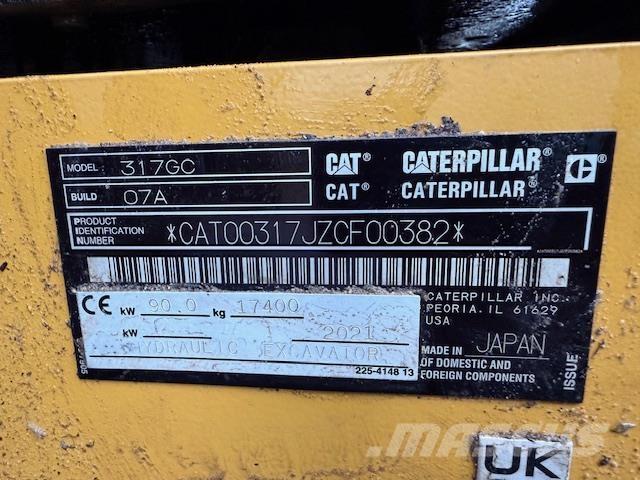 MODEL 317GC CAT® CATERPILLAR®
BUILD 07A CAT® CATERPILLAR®
PRODUCT IDENTIFICATION NUMBER *CAT00317JZCF00382*
CE kW 90.0 kg 17400
kW 2021
HYDRAULIC EXCAVATOR
225-4148 13
CATERPILLAR INC.
PEORIA, IL 61629
USA
MADE IN JAPAN
OF DOMESTIC AND
FOREIGN COMPONENTS
ISSUE
C
UK
MASCUS